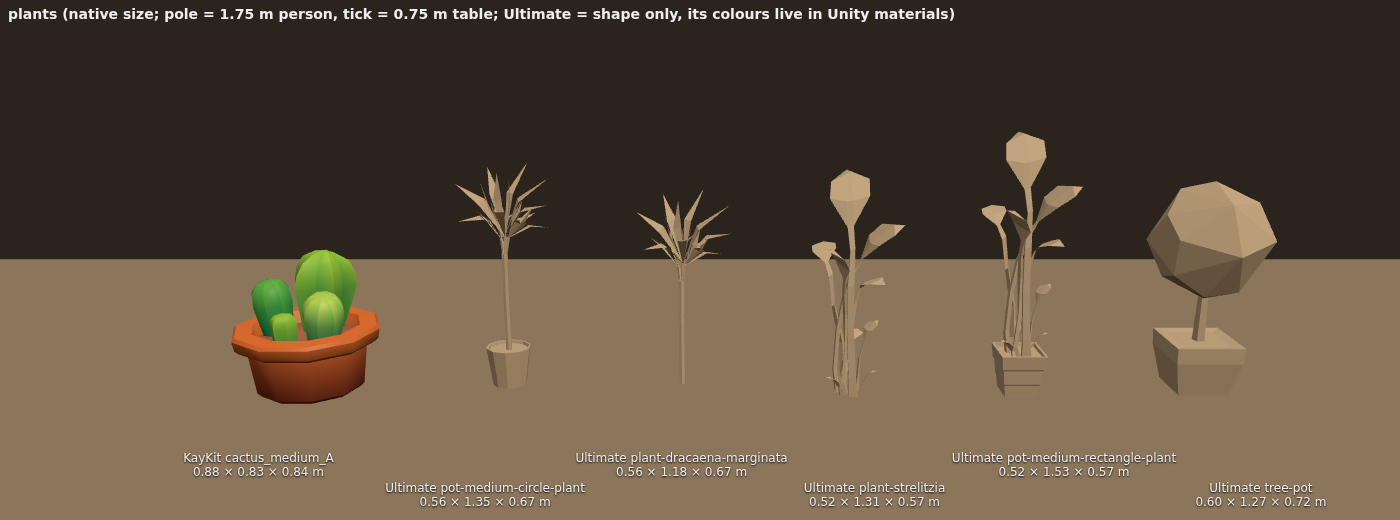 plants (native size; pole = 1.75 m person, tick = 0.75 m table; Ultimate = shape only, its colours live in Unity materials)
KayKit cactus_medium_A
0.88 × 0.83 × 0.84 m
Ultimate pot-medium-circle-plant
0.56 × 1.35 × 0.67 m
Ultimate plant-dracaena-marginata
0.56 × 1.18 × 0.67 m
Ultimate plant-strelitzia
0.52 × 1.31 × 0.57 m
Ultimate pot-medium-rectangle-plant
0.52 × 1.53 × 0.57 m
Ultimate tree-pot
0.60 × 1.27 × 0.72 m